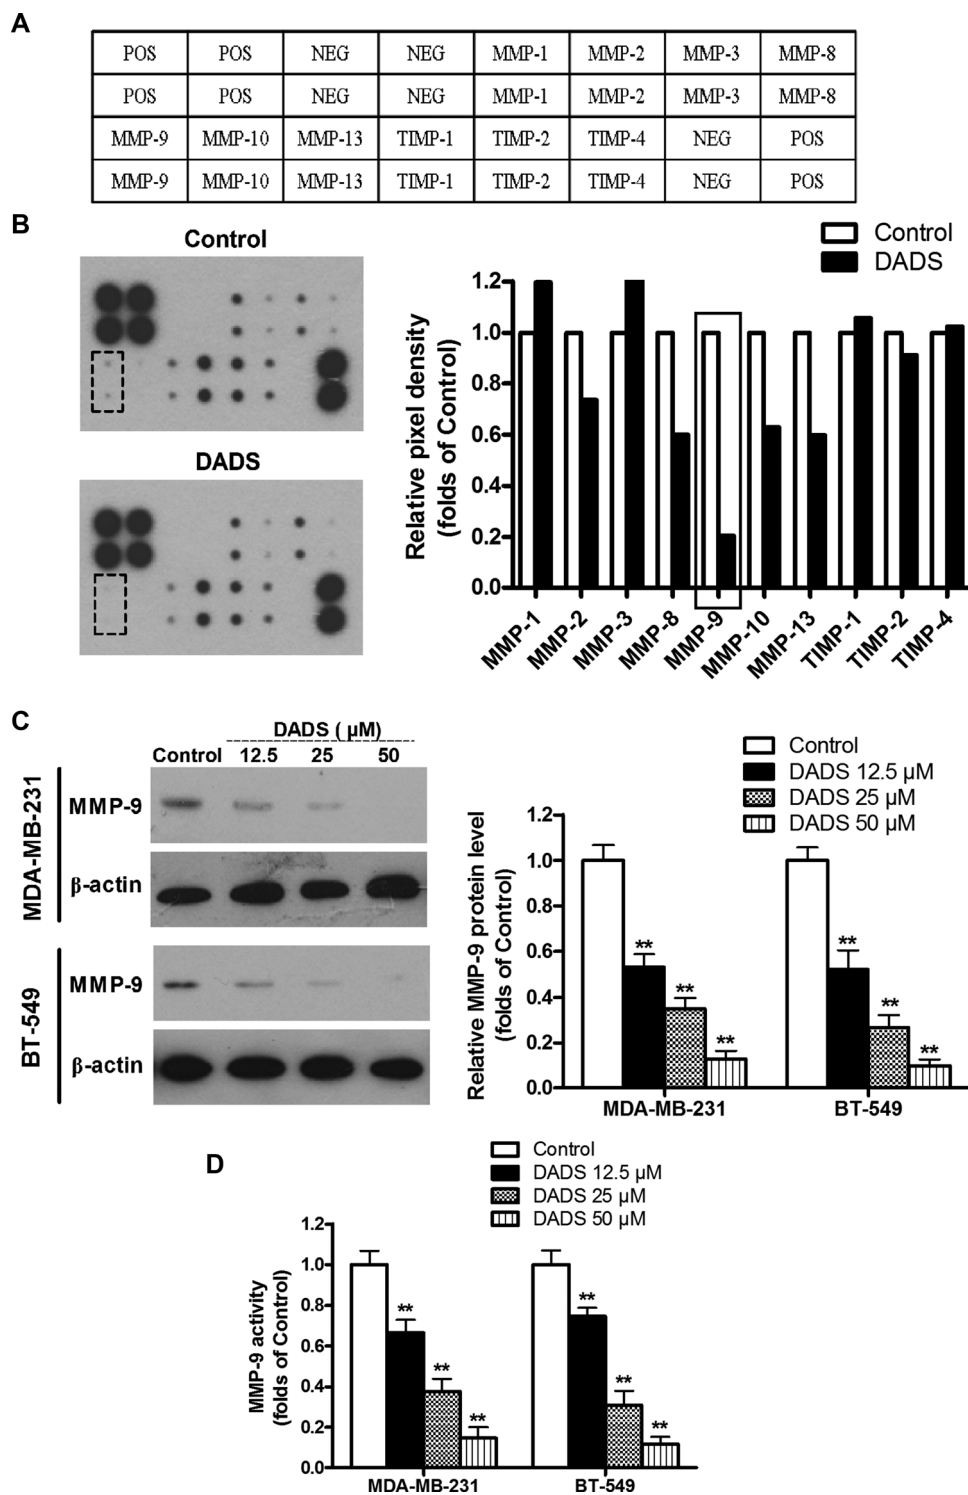 A
POS POS NEG NEG MMP-1 MMP-2 MMP-3 MMP-8
POS POS NEG NEG MMP-1 MMP-2 MMP-3 MMP-8
MMP-9 MMP-10 MMP-13 TIMP-1 TIMP-2 TIMP-4 NEG POS
MMP-9 MMP-10 MMP-13 TIMP-1 TIMP-2 TIMP-4 NEG POS
B
Control
DADS
Control
DADS
Relative pixel density
(folds of Control)
1.2
1.0
0.8
0.6
0.4
0.2
0.0
MMP-1 MMP-2 MMP-3 MMP-8 MMP-9 MMP-10 MMP-13 TIMP-1 TIMP-2 TIMP-4
C
DADS ( µM)
Control 12.5 25 50
MDA-MB-231
MMP-9
β-actin
BT-549
MMP-9
β-actin
Control
DADS 12.5 µM
DADS 25 µM
DADS 50 µM
Relative MMP-9 protein level
(folds of Control)
1.2
1.0
0.8
0.6
0.4
0.2
0.0
** ** ** ** ** **
MDA-MB-231 BT-549
D
Control
DADS 12.5 µM
DADS 25 µM
DADS 50 µM
MMP-9 activity
(folds of Control)
1.2
1.0
0.8
0.6
0.4
0.2
0.0
** ** ** ** ** **
MDA-MB-231 BT-549